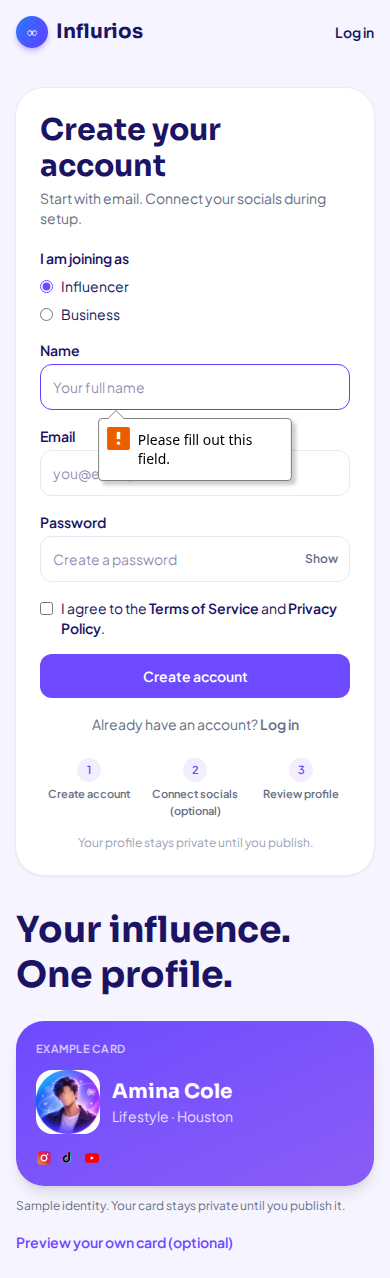 ∞ Influrios
Log in
Create your
account
Start with email. Connect your socials during
setup.
I am joining as
Influencer
Business
Name
Your full name
Please fill out this
field.
Email
Password
Create a password
Show
I agree to the Terms of Service and Privacy
Policy.
Create account
Already have an account? Log in
1
2
3
Create account
Connect socials
(optional)
Review profile
Your profile stays private until you publish.
Your influence.
One profile.
EXAMPLE CARD
Amina Cole
Lifestyle · Houston
Sample identity. Your card stays private until you publish it.
Preview your own card (optional)